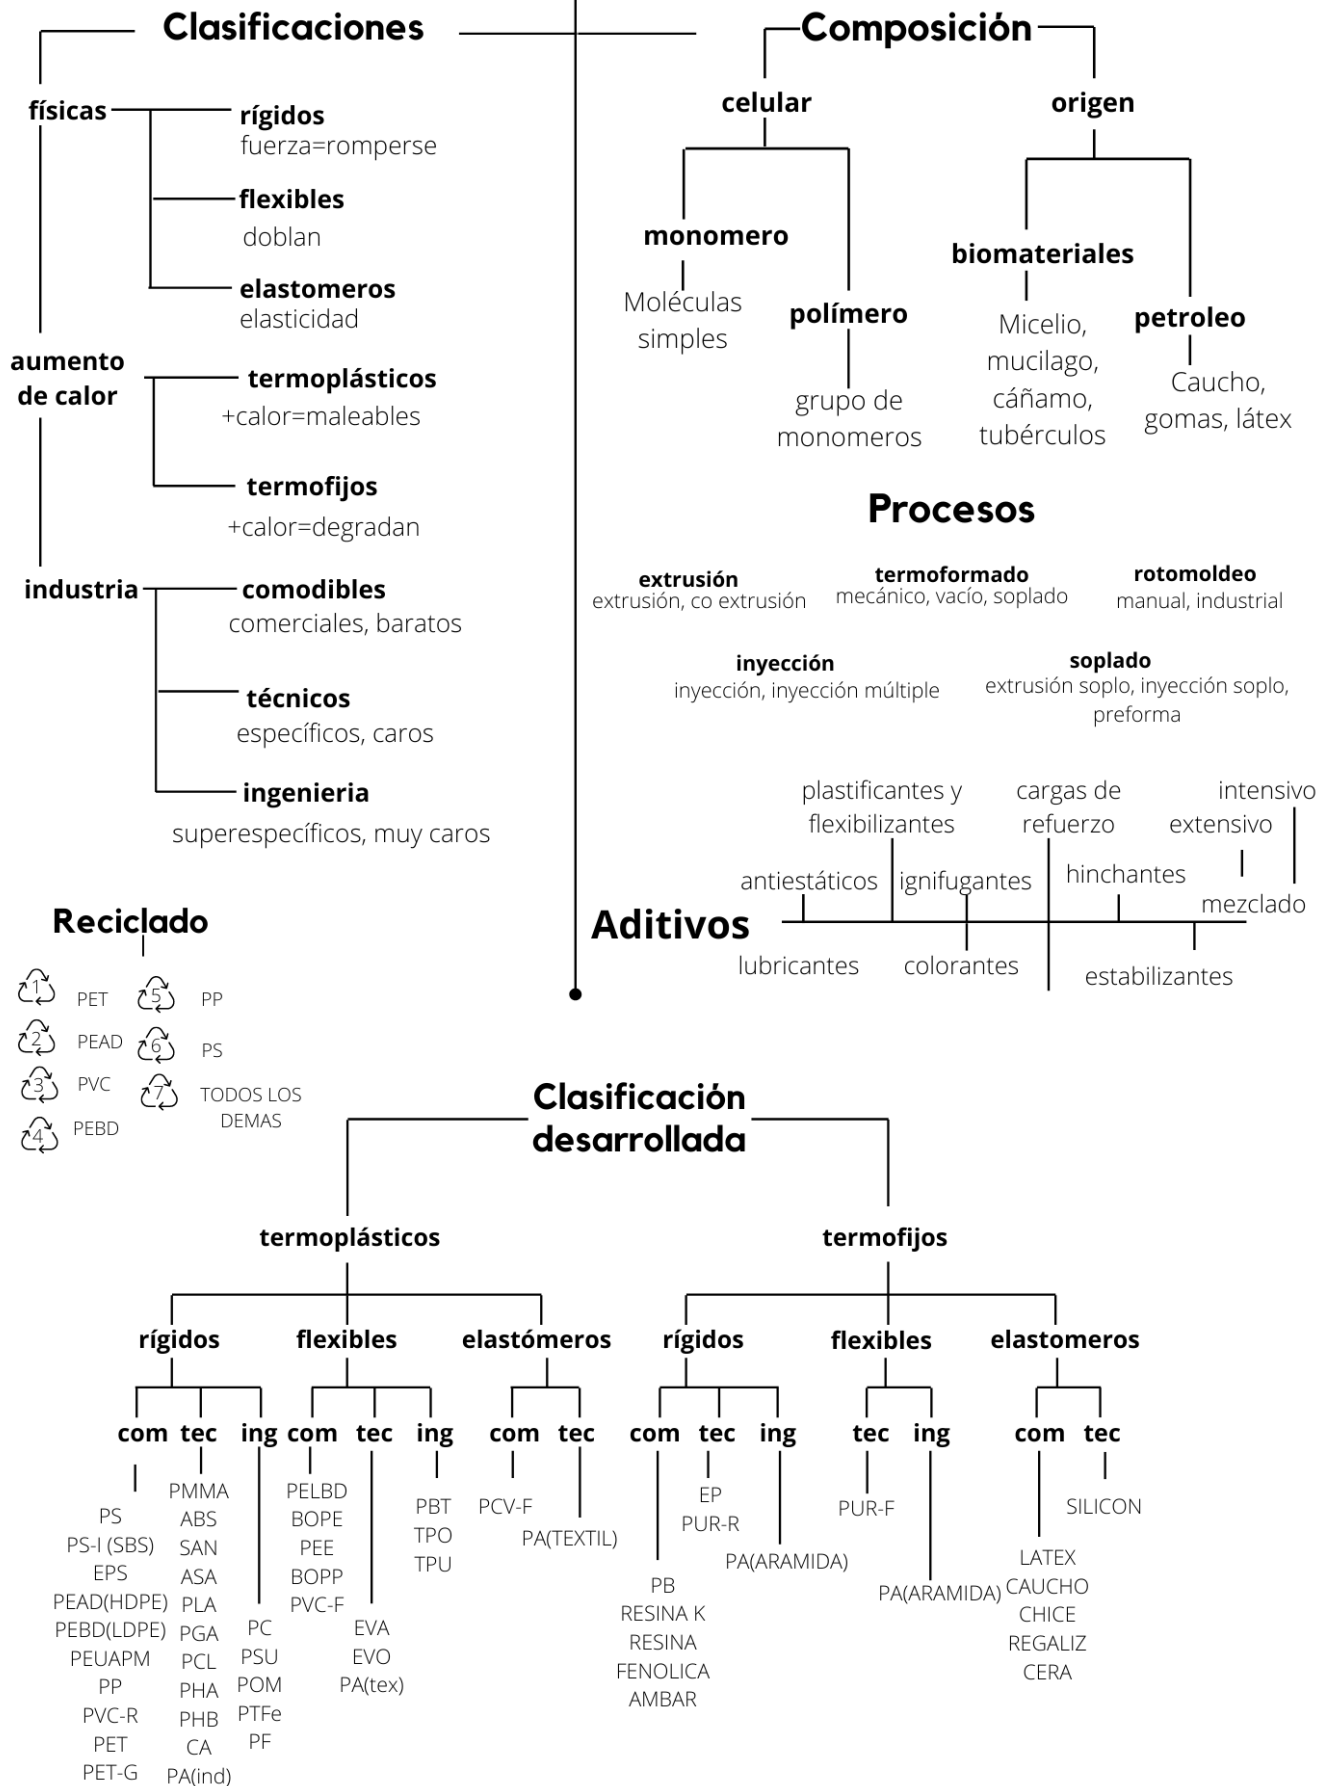 Clasificaciones
físicas
rígidos
fuerza=romperse
flexibles
doblan
elastomeros
elasticidad
aumento
de calor
termoplásticos
+calor=maleables
termofijos
+calor=degradan
industria
comodibles
comerciales, baratos
técnicos
específicos, caros
ingenieria
superespecíficos, muy caros
Composición
celular
origen
monomero
Moléculas
simples
polímero
grupo de
monomeros
biomateriales
Micelio,
mucilago,
cáñamo,
tubérculos
petroleo
Caucho,
gomas, látex
Procesos
extrusión
extrusión, co extrusión
termoformado
mecánico, vacío, soplado
rotomoldeo
manual, industrial
inyección
inyección, inyección múltiple
soplado
extrusión soplo, inyección soplo,
preforma
Aditivos
plastificantes y
flexibilizantes
cargas de
refuerzo
intensivo
extensivo
antiestáticos
ignifugantes
hinchantes
mezclado
lubricantes
colorantes
estabilizantes
Reciclado
1 PET
2 PEAD
3 PVC
4 PEBD
5 PP
6 PS
7 TODOS LOS
DEMAS
Clasificación
desarrollada
termoplásticos
rígidos
com
PS
PS-I (SBS)
EPS
PEAD(HDPE)
PEBD(LDPE)
PEUAPM
PP
PVC-R
PET
PET-G
tec
PMMA
ABS
SAN
ASA
PLA
PGA
PCL
PHA
PHB
CA
PA(ind)
ing
PC
PSU
POM
PTFe
PF
flexibles
com
PELBD
BOPE
PEE
BOPP
PVC-F
tec
EVA
EVO
PA(tex)
ing
PBT
TPO
TPU
elastómeros
com
PCV-F
tec
PA(TEXTIL)
termofijos
rígidos
com
PB
RESINA K
RESINA
FENOLICA
AMBAR
tec
EP
PUR-R
ing
PA(ARAMIDA)
flexibles
tec
PUR-F
ing
PA(ARAMIDA)
elastomeros
com
LATEX
CAUCHO
CHICE
REGALIZ
CERA
tec
SILICON